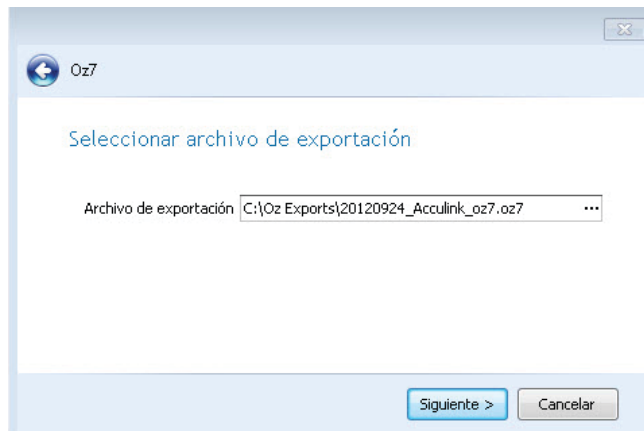 Oz7
Seleccionar archivo de exportación
Archivo de exportación C:\Oz Exports\20120924_Acculink_oz7.oz7 ...
Siguiente > Cancelar